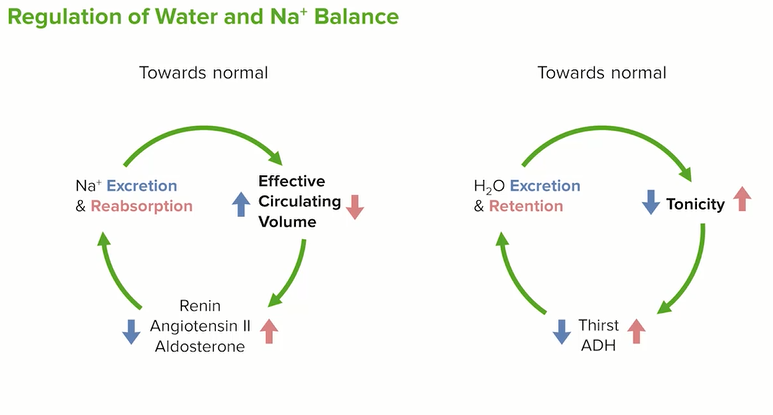 Regulation of Water and Na⁺ Balance
Towards normal
Na⁺ Excretion
& Reabsorption
Effective
Circulating
Volume
Renin
Angiotensin II
Aldosterone
Towards normal
H₂O Excretion
& Retention
Tonicity
Thirst
ADH